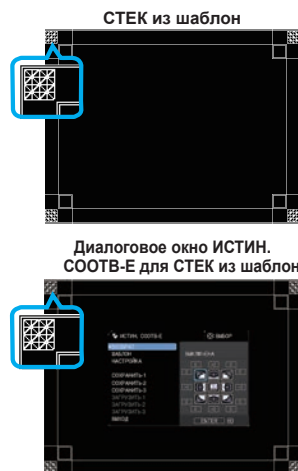 СТЕК из шаблон
Диалоговое окно ИСТИН.
СООТВ-Е для СТЕК из шаблон
ИСТИН. СООТВ-Е
ВЫБОР
ШАБЛОН
НАСТРОЙКА
СОХРАНИТЬ-1
СОХРАНИТЬ-2
СОХРАНИТЬ-3
ЗАГРУЗИТЬ-1
ЗАГРУЗИТЬ-2
ЗАГРУЗИТЬ-3
ВЫХОД